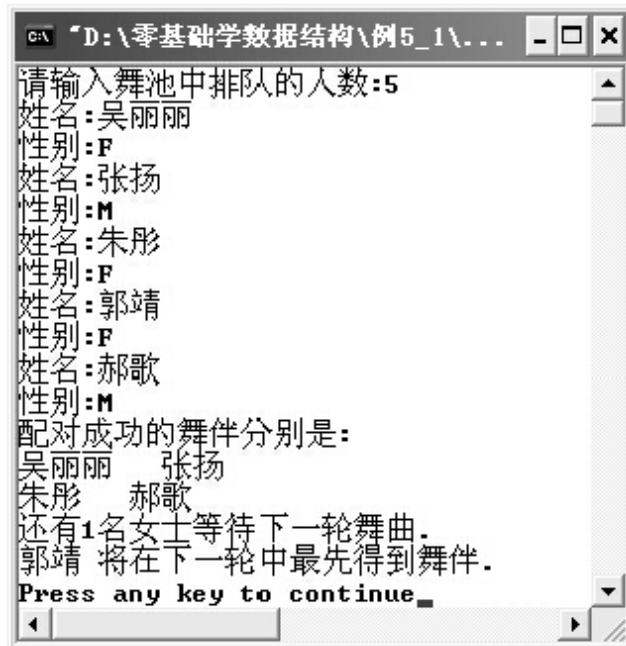 "D:\零基础学数据结构\例5_1\...
请输入舞池中排队的人数:5
姓名:吴丽丽
性别:F
姓名:张扬
性别:M
姓名:朱彤
性别:F
姓名:郭靖
性别:F
姓名:郝歌
性别:M
配对成功的舞伴分别是:
吴丽丽 张扬
朱彤 郝歌
还有1名女士等待下一轮舞曲.
郭靖 将在下一轮中最先得到舞伴.
Press any key to continue_